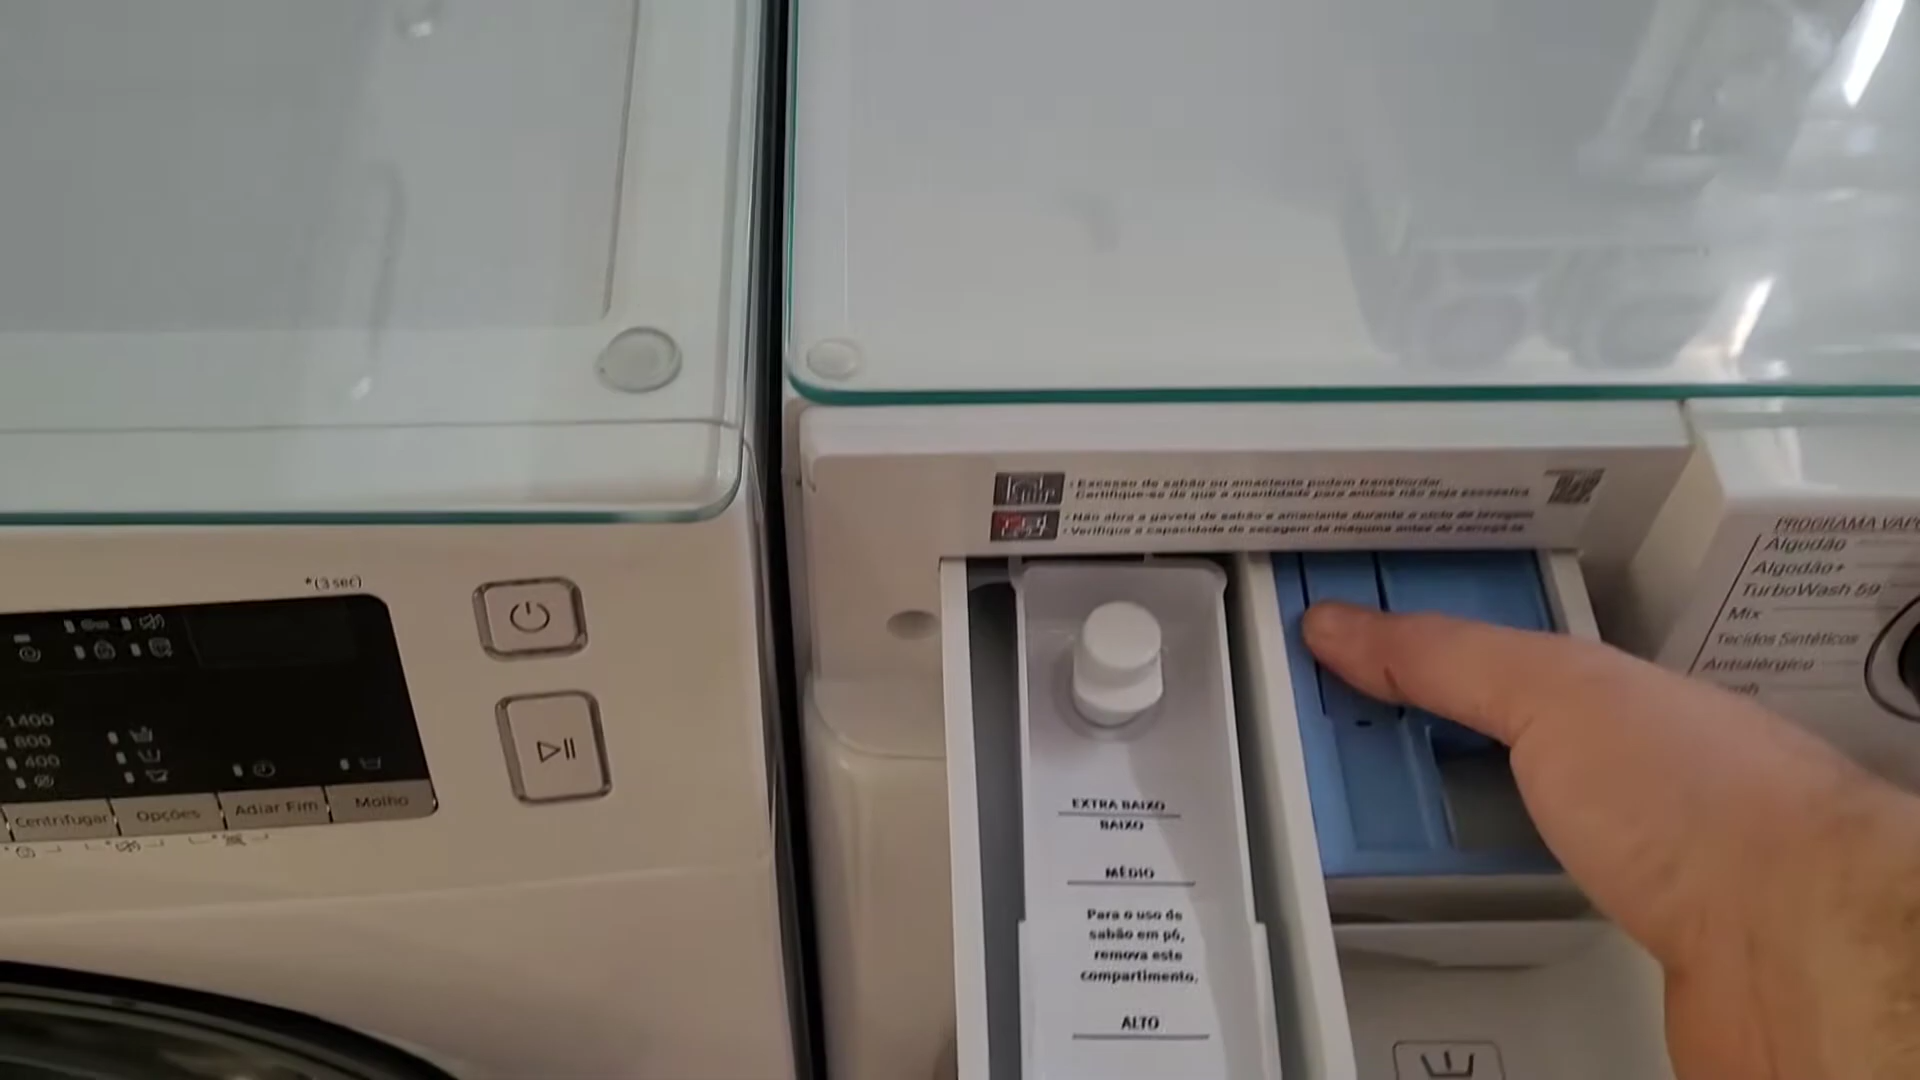 *(3 sec)
1400
800
400
Centrifugar
Opções
Adiar Fim
Molho
• Excesso de sabão ou amaciante podem transbordar.
Certifique-se de que a quantidade para ambos não seja excessiva.
• Não abra a gaveta de sabão e amaciante durante o ciclo de lavagem
• Verifique a capacidade de secagem da máquina antes de carregá-la.
EXTRA BAIXO
BAIXO
MÉDIO
Para o uso de
sabão em pó,
remova este
compartimento.
ALTO
PROGRAMA VAPO
Algodão
Algodão+
TurboWash 59
Mix
Tecidos Sintéticos
Antialérgico